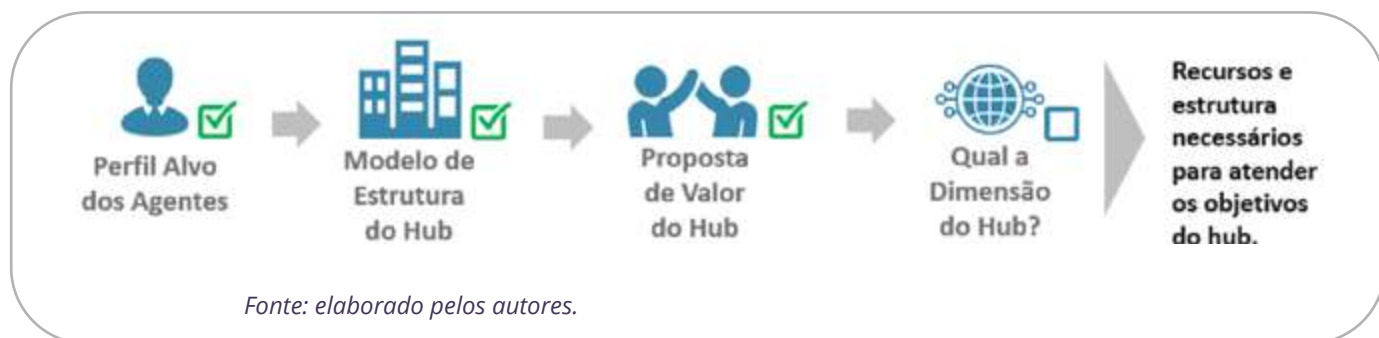 Perfil Alvo
dos Agentes
Modelo de
Estrutura
do Hub
Proposta
de Valor
do Hub
Qual a
Dimensão
do Hub?
Recursos e
estrutura
necessários
para atender
os objetivos
do hub.
Fonte: elaborado pelos autores.